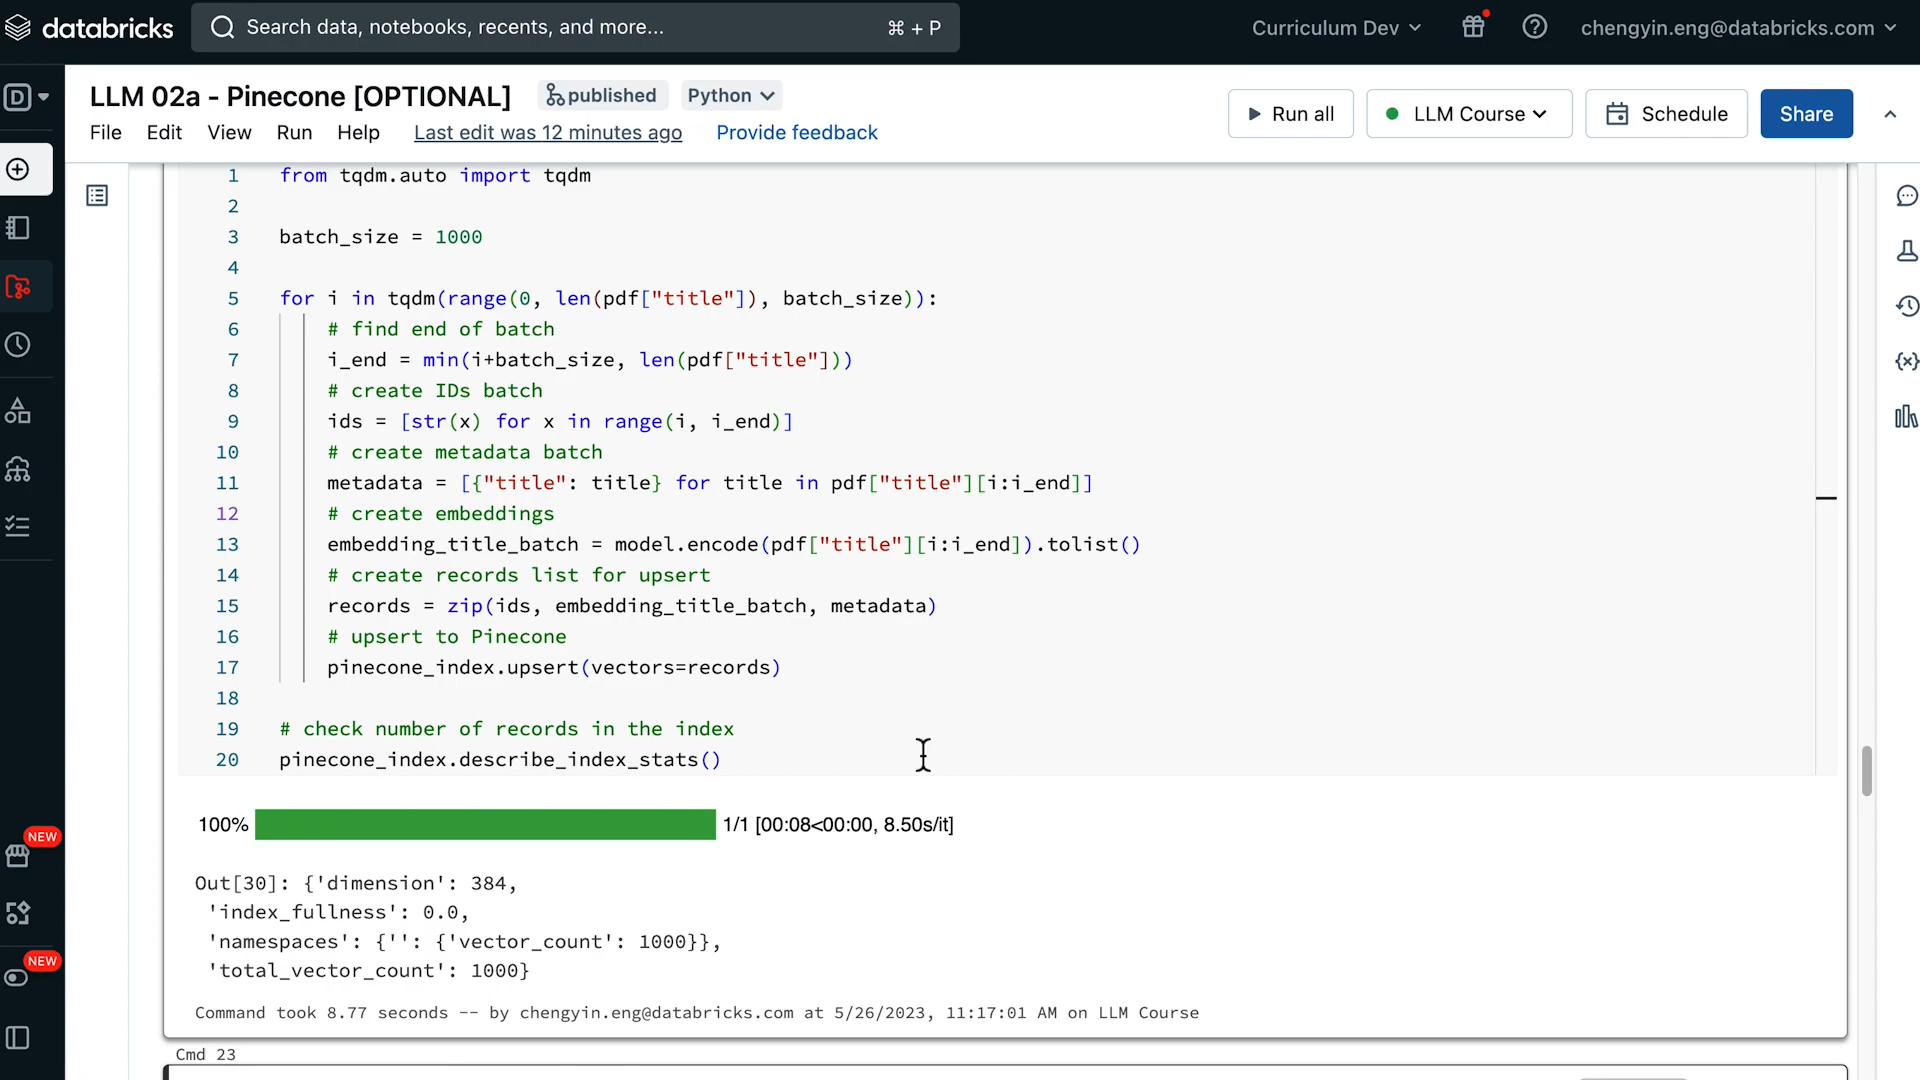 databricks
Search data, notebooks, recents, and more...
⌘ + P
Curriculum Dev
chengyin.eng@databricks.com
D
LLM 02a - Pinecone [OPTIONAL]
published
Python
File Edit View Run Help Last edit was 12 minutes ago Provide feedback
Run all
LLM Course
Schedule
Share
1 from tqdm.auto import tqdm
2
3 batch_size = 1000
4
5 for i in tqdm(range(0, len(pdf["title"]), batch_size)):
6 # find end of batch
7 i_end = min(i+batch_size, len(pdf["title"]))
8 # create IDs batch
9 ids = [str(x) for x in range(i, i_end)]
10 # create metadata batch
11 metadata = [{"title": title} for title in pdf["title"][i:i_end]]
12 # create embeddings
13 embedding_title_batch = model.encode(pdf["title"][i:i_end]).tolist()
14 # create records list for upsert
15 records = zip(ids, embedding_title_batch, metadata)
16 # upsert to Pinecone
17 pinecone_index.upsert(vectors=records)
18
19 # check number of records in the index
20 pinecone_index.describe_index_stats()
100% 1/1 [00:08<00:00, 8.50s/it]
Out[30]: {'dimension': 384,
'index_fullness': 0.0,
'namespaces': {'': {'vector_count': 1000}},
'total_vector_count': 1000}
Command took 8.77 seconds -- by chengyin.eng@databricks.com at 5/26/2023, 11:17:01 AM on LLM Course
Cmd 23
NEW
NEW